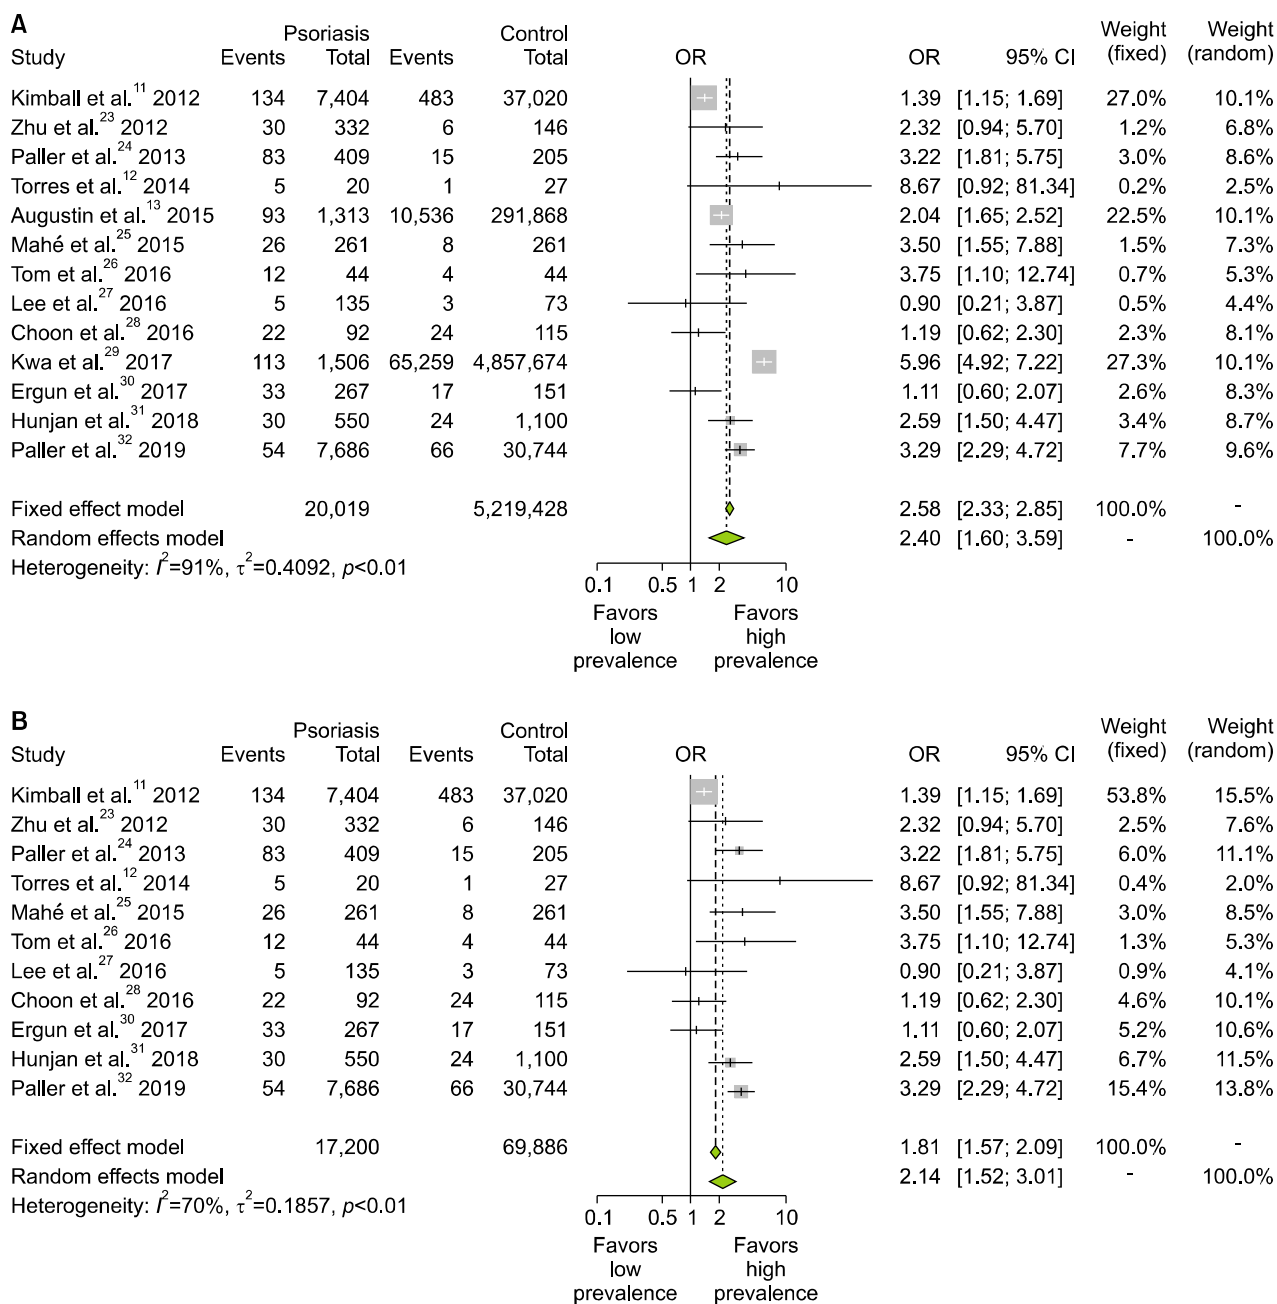 A
Psoriasis Control Weight Weight
Study Events Total Events Total OR OR 95% CI (fixed) (random)
Kimball et al.11 2012 134 7,404 483 37,020 1.39 [1.15; 1.69] 27.0% 10.1%
Zhu et al.23 2012 30 332 6 146 2.32 [0.94; 5.70] 1.2% 6.8%
Paller et al.24 2013 83 409 15 205 3.22 [1.81; 5.75] 3.0% 8.6%
Torres et al.12 2014 5 20 1 27 8.67 [0.92; 81.34] 0.2% 2.5%
Augustin et al.13 2015 93 1,313 10,536 291,868 2.04 [1.65; 2.52] 22.5% 10.1%
Mahé et al.25 2015 26 261 8 261 3.50 [1.55; 7.88] 1.5% 7.3%
Tom et al.26 2016 12 44 4 44 3.75 [1.10; 12.74] 0.7% 5.3%
Lee et al.27 2016 5 135 3 73 0.90 [0.21; 3.87] 0.5% 4.4%
Choon et al.28 2016 22 92 24 115 1.19 [0.62; 2.30] 2.3% 8.1%
Kwa et al.29 2017 113 1,506 65,259 4,857,674 5.96 [4.92; 7.22] 27.3% 10.1%
Ergun et al.30 2017 33 267 17 151 1.11 [0.60; 2.07] 2.6% 8.3%
Hunjan et al.31 2018 30 550 24 1,100 2.59 [1.50; 4.47] 3.4% 8.7%
Paller et al.32 2019 54 7,686 66 30,744 3.29 [2.29; 4.72] 7.7% 9.6%
Fixed effect model 20,019 5,219,428 2.58 [2.33; 2.85] 100.0% -
Random effects model 2.40 [1.60; 3.59] - 100.0%
Heterogeneity: I²=91%, τ²=0.4092, p<0.01
0.1 0.5 1 2 10
Favors Favors
low high
prevalence prevalence
B
Psoriasis Control Weight Weight
Study Events Total Events Total OR OR 95% CI (fixed) (random)
Kimball et al.11 2012 134 7,404 483 37,020 1.39 [1.15; 1.69] 53.8% 15.5%
Zhu et al.23 2012 30 332 6 146 2.32 [0.94; 5.70] 2.5% 7.6%
Paller et al.24 2013 83 409 15 205 3.22 [1.81; 5.75] 6.0% 11.1%
Torres et al.12 2014 5 20 1 27 8.67 [0.92; 81.34] 0.4% 2.0%
Mahé et al.25 2015 26 261 8 261 3.50 [1.55; 7.88] 3.0% 8.5%
Tom et al.26 2016 12 44 4 44 3.75 [1.10; 12.74] 1.3% 5.3%
Lee et al.27 2016 5 135 3 73 0.90 [0.21; 3.87] 0.9% 4.1%
Choon et al.28 2016 22 92 24 115 1.19 [0.62; 2.30] 4.6% 10.1%
Ergun et al.30 2017 33 267 17 151 1.11 [0.60; 2.07] 5.2% 10.6%
Hunjan et al.31 2018 30 550 24 1,100 2.59 [1.50; 4.47] 6.7% 11.5%
Paller et al.32 2019 54 7,686 66 30,744 3.29 [2.29; 4.72] 15.4% 13.8%
Fixed effect model 17,200 69,886 1.81 [1.57; 2.09] 100.0% -
Random effects model 2.14 [1.52; 3.01] - 100.0%
Heterogeneity: I²=70%, τ²=0.1857, p<0.01
0.1 0.5 1 2 10
Favors Favors
low high
prevalence prevalence